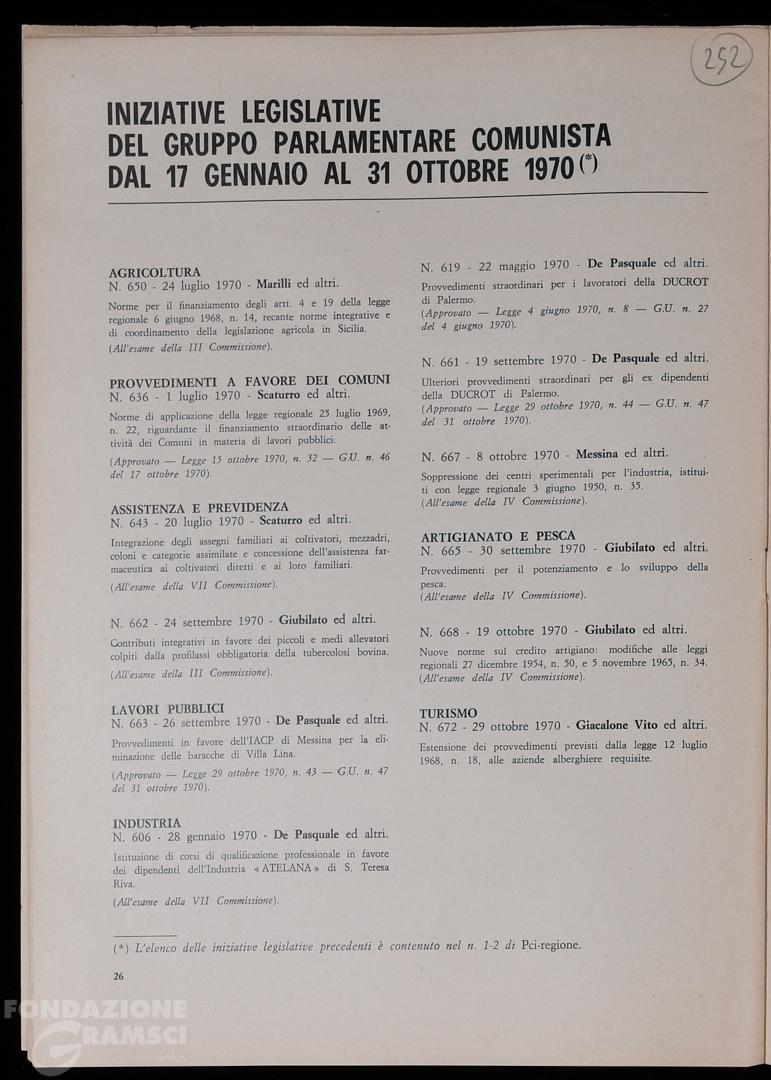 252
INIZIATIVE LEGISLATIVE
DEL GRUPPO PARLAMENTARE COMUNISTA
DAL 17 GENNAIO AL 31 OTTOBRE 1970 (*)
AGRICOLTURA
N. 650 - 24 luglio 1970 - Marilli ed altri.
Norme per il finanziamento degli artt. 4 e 19 della legge
regionale 6 giugno 1968, n. 14, recante norme integrative e
di coordinamento della legislazione agricola in Sicilia.
(All'esame della III Commissione).
PROVVEDIMENTI A FAVORE DEI COMUNI
N. 636 - 1 luglio 1970 - Scaturro ed altri.
Norme di applicazione della legge regionale 25 luglio 1969,
n. 22, riguardante il finanziamento straordinario delle at-
tività dei Comuni in materia di lavori pubblici.
(Approvato — Legge 15 ottobre 1970, n. 32 — G.U. n. 46
del 17 ottobre 1970).
ASSISTENZA E PREVIDENZA
N. 643 - 20 luglio 1970 - Scaturro ed altri.
Integrazione degli assegni familiari ai coltivatori, mezzadri,
coloni e categorie assimilate e concessione dell'assistenza far-
maceutica ai coltivatori diretti e ai loro familiari.
(All'esame della VII Commissione).
N. 662 - 24 settembre 1970 - Giubilato ed altri.
Contributi integrativi in favore dei piccoli e medi allevatori
colpiti dalla profilassi obbligatoria della tubercolosi bovina.
(All'esame della III Commissione).
LAVORI PUBBLICI
N. 663 - 26 settembre 1970 - De Pasquale ed altri.
Provvedimenti in favore dell'IACP di Messina per la eli-
minazione delle baracche di Villa Lina.
(Approvato — Legge 29 ottobre 1970, n. 43 — G.U. n. 47
del 31 ottobre 1970).
INDUSTRIA
N. 606 - 28 gennaio 1970 - De Pasquale ed altri.
Istituzione di corsi di qualificazione professionale in favore
dei dipendenti dell'Industria « ATELANA » di S. Teresa
Riva.
(All'esame della VII Commissione).
N. 619 - 22 maggio 1970 - De Pasquale ed altri.
Provvedimenti straordinari per i lavoratori della DUCROT
di Palermo.
(Approvato — Legge 4 giugno 1970, n. 8 — G.U. n. 27
del 4 giugno 1970).
N. 661 - 19 settembre 1970 - De Pasquale ed altri.
Ulteriori provvedimenti straordinari per gli ex dipendenti
della DUCROT di Palermo.
(Approvato — Legge 29 ottobre 1970, n. 44 — G.U. n. 47
del 31 ottobre 1970).
N. 667 - 8 ottobre 1970 - Messina ed altri.
Soppressione dei centri sperimentali per l'industria, istitui-
ti con legge regionale 3 giugno 1950, n. 35.
(All'esame della IV Commissione).
ARTIGIANATO E PESCA
N. 665 - 30 settembre 1970 - Giubilato ed altri.
Provvedimenti per il potenziamento e lo sviluppo della
pesca.
(All'esame della IV Commissione).
N. 668 - 19 ottobre 1970 - Giubilato ed altri.
Nuove norme sul credito artigiano: modifiche alle leggi
regionali 27 dicembre 1954, n. 50, e 5 novembre 1965, n. 34.
(All'esame della IV Commissione).
TURISMO
N. 672 - 29 ottobre 1970 - Giacalone Vito ed altri.
Estensione dei provvedimenti previsti dalla legge 12 luglio
1968, n. 18, alle aziende alberghiere requisite.
(*) L'elenco delle iniziative legislative precedenti è contenuto nel n. 1-2 di Pci-regione.
26
FONDAZIONE
GRAMSCI
onlus